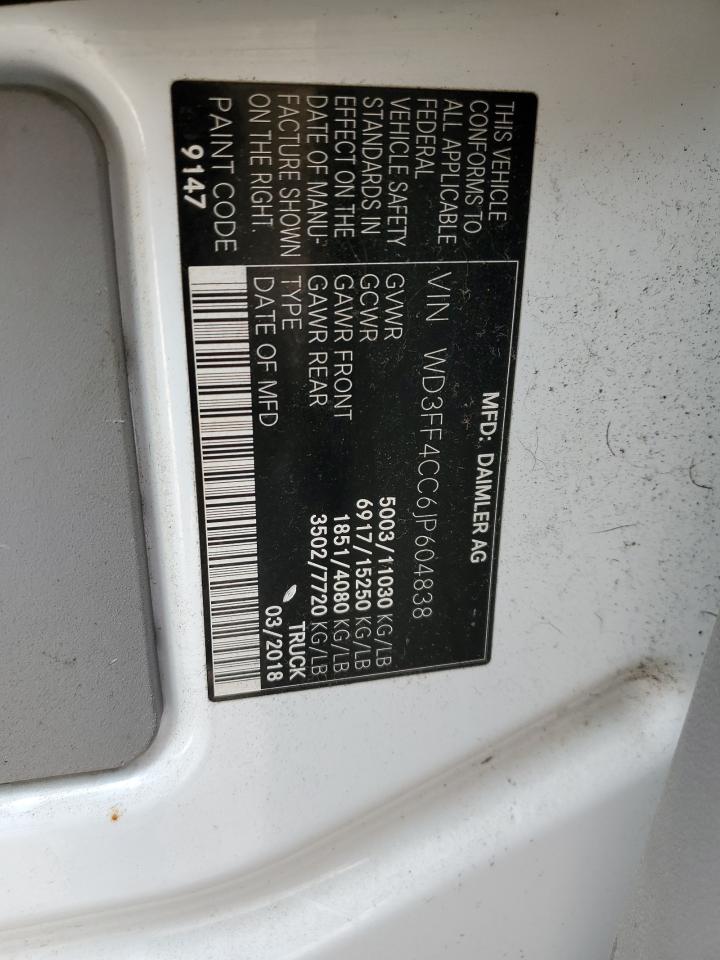 THIS VEHICLE
CONFORMS TO
ALL APPLICABLE
FEDERAL
VEHICLE SAFETY
STANDARDS IN
EFFECT ON THE
DATE OF MANU-
FACTURE SHOWN
ON THE RIGHT.
PAINT CODE
9147
MFD: DAIMLER AG
VIN WD3FF4CC6JP604838
GVWR 5003/11030 KG/LB
GCWR 6917/15250 KG/LB
GAWR FRONT 1851/4080 KG/LB
GAWR REAR 3502/7720 KG/LB
TYPE TRUCK
DATE OF MFD 03/2018